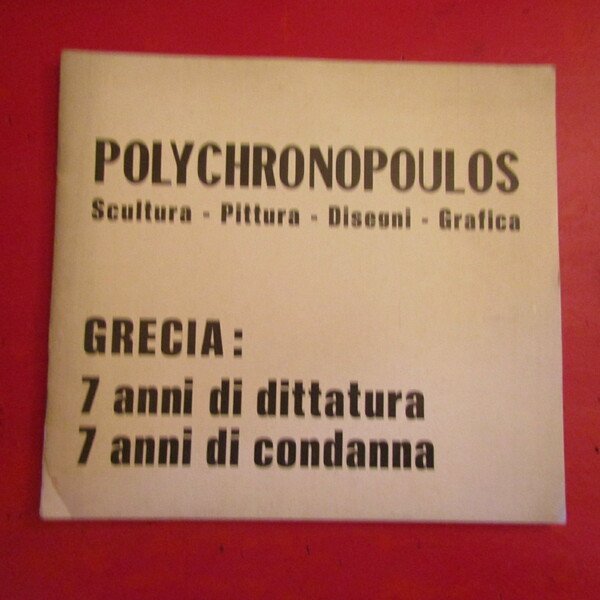 POLYCHRONOPOULOS
Scultura - Pittura - Disegni - Grafica
GRECIA:
7 anni di dittatura
7 anni di condanna